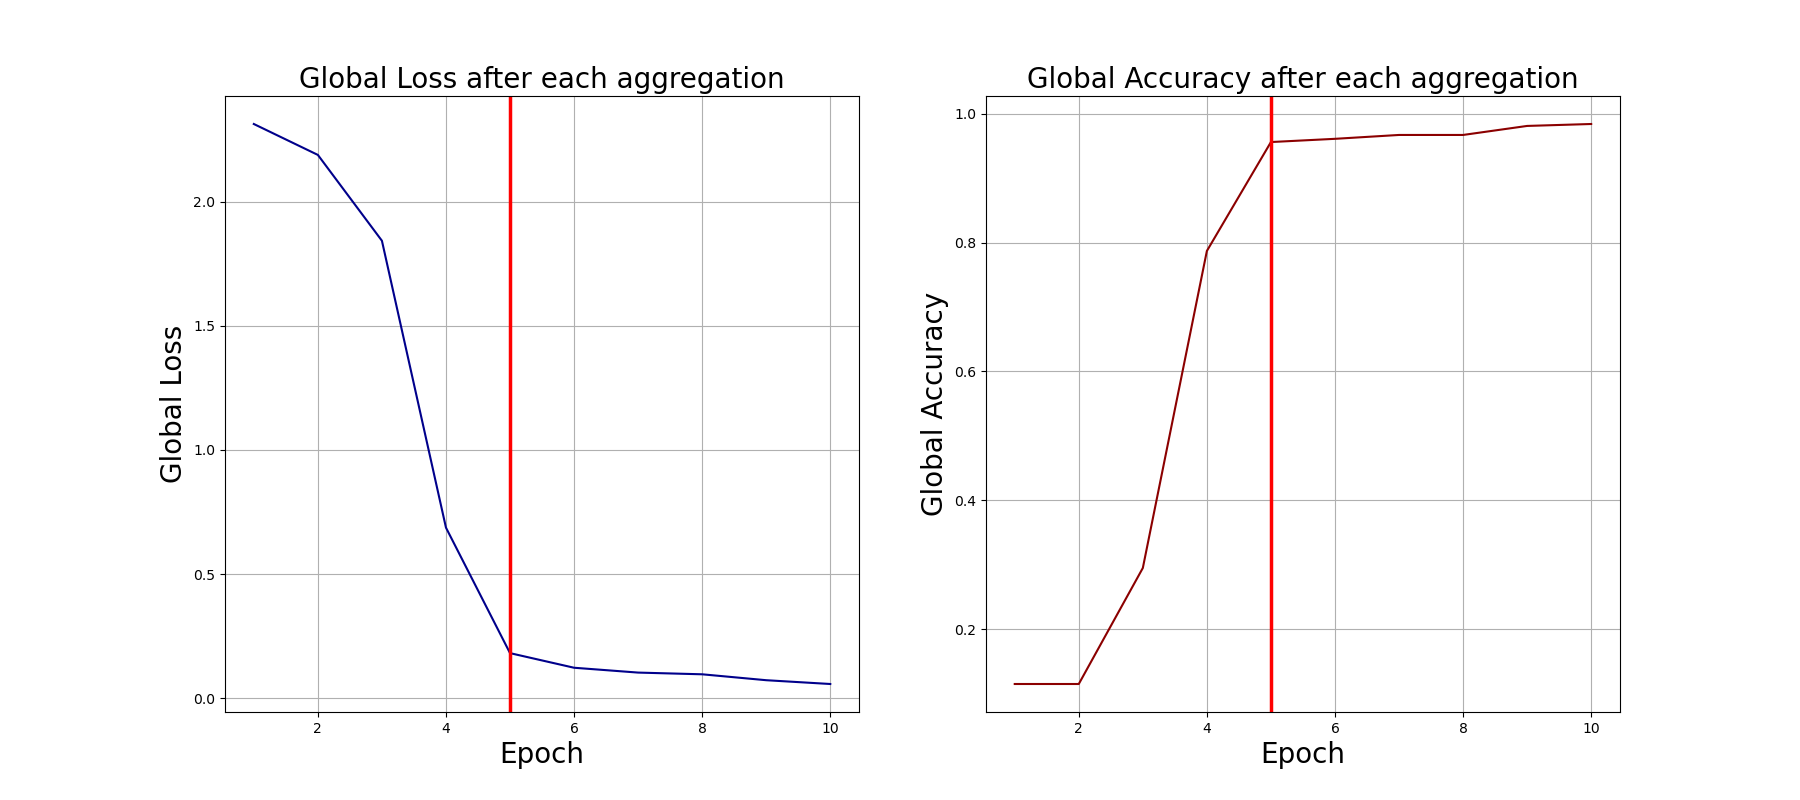 Global Loss after each aggregation
Global Loss
2.0
1.5
1.0
0.5
0.0
2 4 6 8 10
Epoch
Global Accuracy after each aggregation
Global Accuracy
1.0
0.8
0.6
0.4
0.2
2 4 6 8 10
Epoch